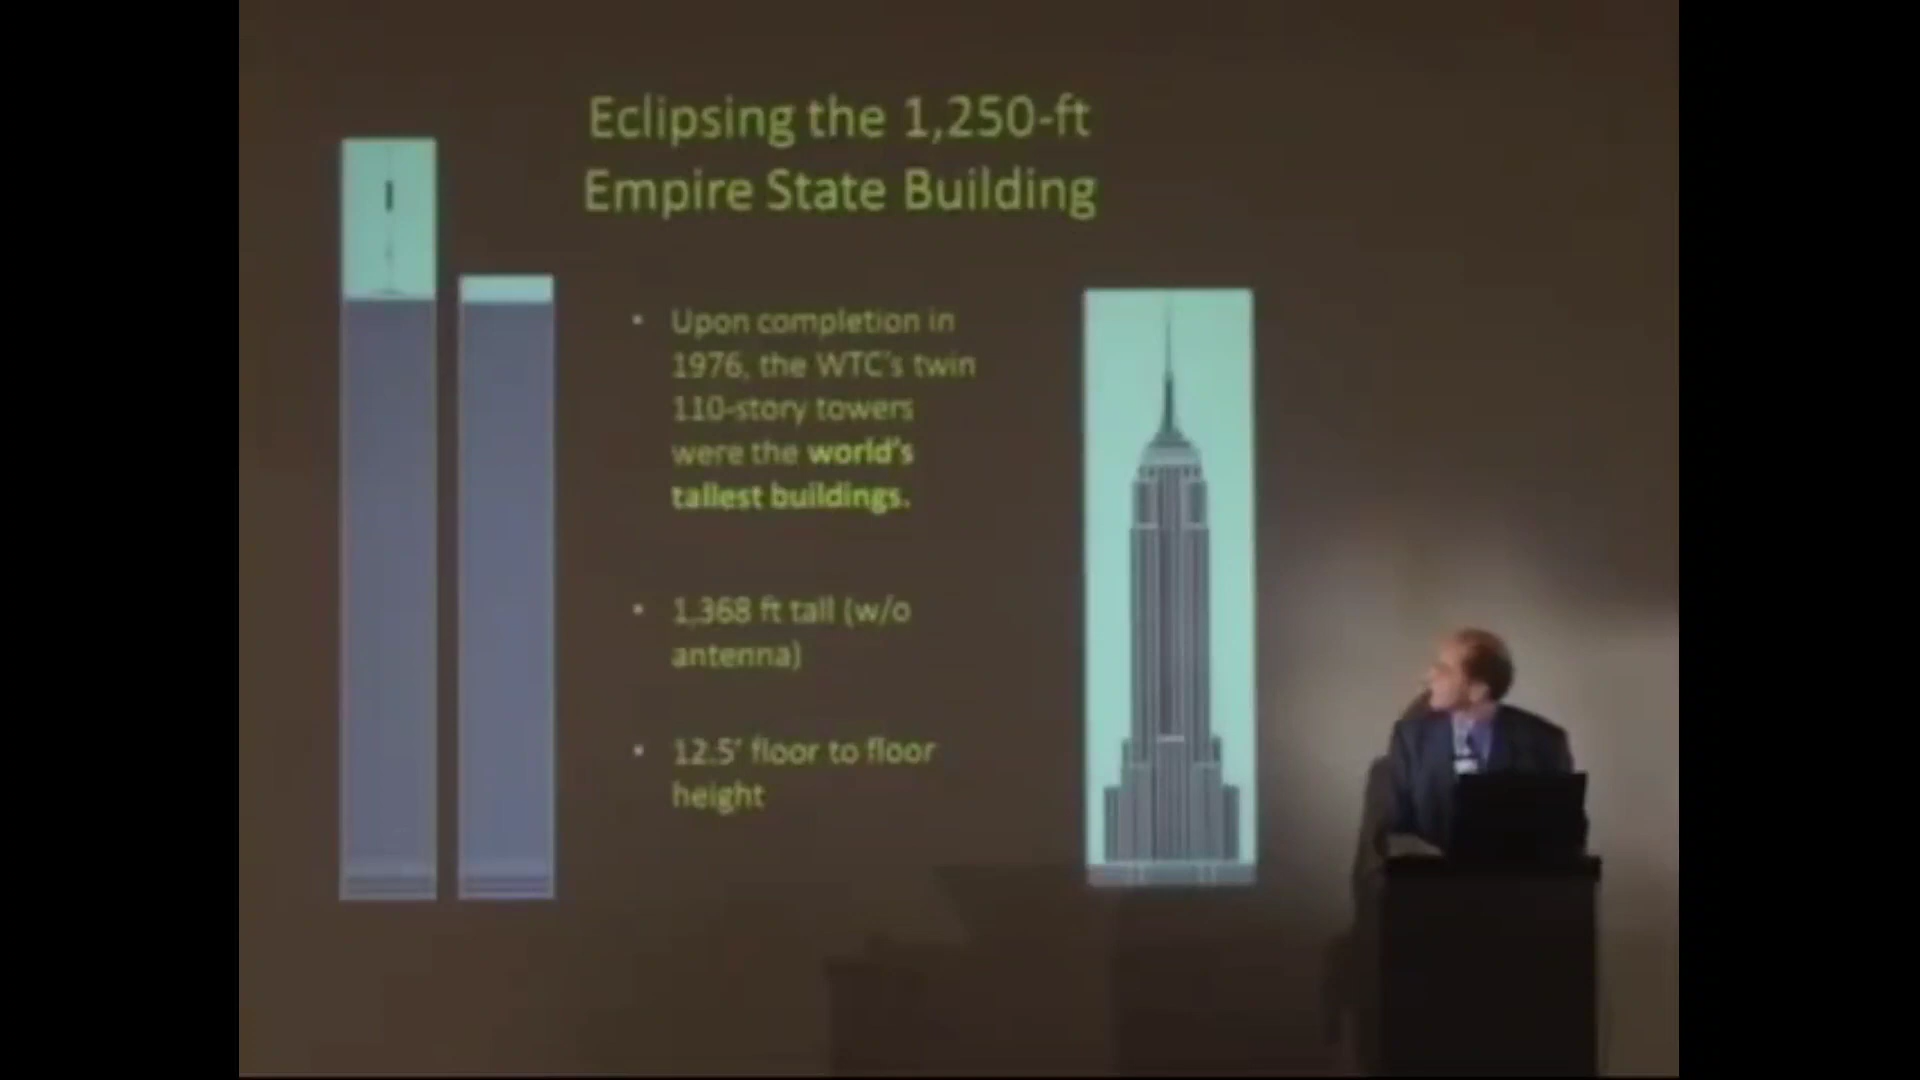 Eclipsing the 1,250-ft
Empire State Building
• Upon completion in
1976, the WTC's twin
110-story towers
were the world's
tallest buildings.
• 1,368 ft tall (w/o
antenna)
• 12.5' floor to floor
height